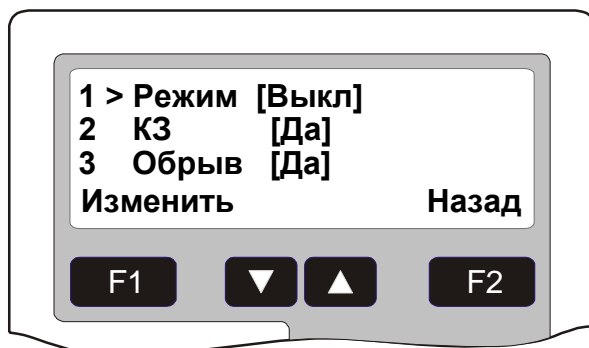 1 > Режим [Выкл]
2 КЗ [Да]
3 Обрыв [Да]
Изменить Назад
F1 ▼ ▲ F2